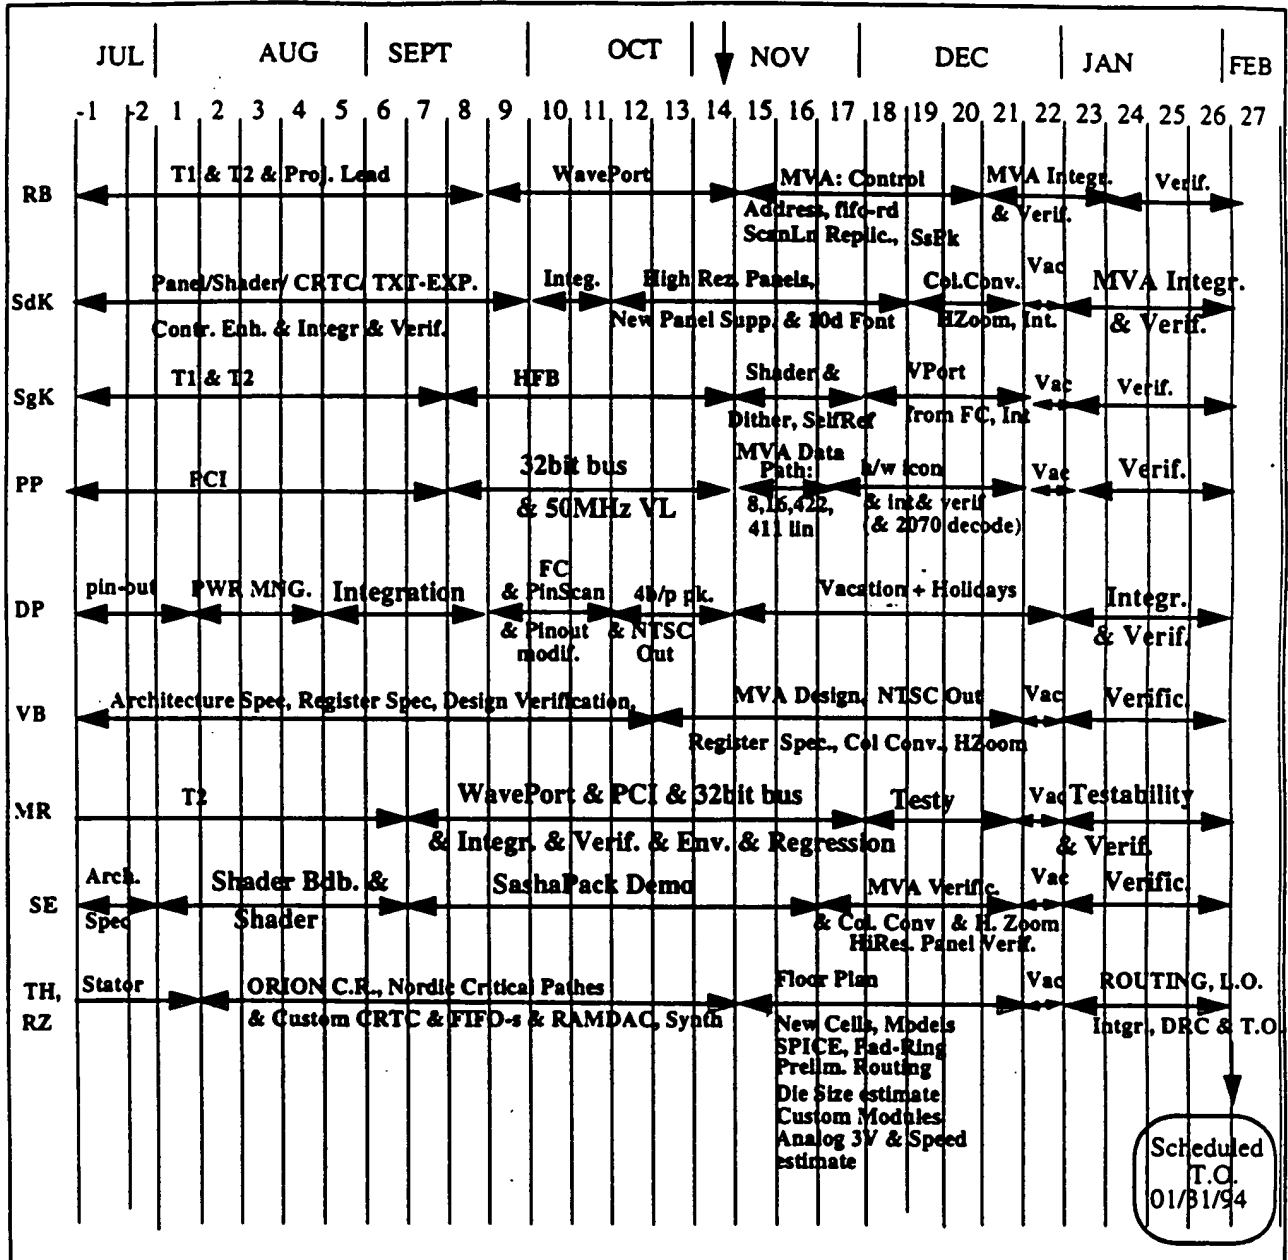 JUL AUG SEPT OCT NOV DEC JAN FEB
-1 -2 1 2 3 4 5 6 7 8 9 10 11 12 13 14 15 16 17 18 19 20 21 22 23 24 25 26 27
RB
T1 & T2 & Proj. Lead WavePort MVA: Control MVA Integr. Verif.
Address, fifo-rd & Verif.
ScanLn Replic., SsPk
SdK
Panel/Shader/ CRTC/ TXT-EXP. Integ. High Rez. Panels, Col.Conv. Vac MVA Integr.
Contr. Enh. & Integr & Verif. New Panel Supp. & 10d Font HZoom, Int. & Verif.
SgK
T1 & T2 HFB Shader & VPort Vac Verif.
Dither, SelfRef from FC, Int
PP
PCI 32bit bus MVA Data Path: h/w icon Vac Verif.
& 50MHz VL 8,16,422, & int& verif
411 lin (& 2070 decode)
DP
pin-out PWR MNG. Integration FC & PinScan 4b/p pk. Vacation + Holidays Integr.
& Pinout & NTSC & Verif.
modif. Out
VB
Architecture Spec, Register Spec, Design Verification, MVA Design, NTSC Out Vac Verific.
Register Spec., Col Conv., HZoom
MR
T2 WavePort & PCI & 32bit bus Testy Vac Testability
& Integr. & Verif. & Env. & Regression & Verif.
SE
Arch. Shader Bdb. & SashaPack Demo MVA Verific. Vac Verific.
Spec Shader & Col. Conv & H. Zoom
HiRes. Panel Verif.
TH,
RZ
Stator ORION C.R., Nordic Critical Pathes Floor Plan Vac ROUTING, L.O.
& Custom CRTC & FIFO-s & RAMDAC, Synth New Cells, Models Intgr., DRC & T.O.
SPICE, Pad-Ring
Prelm. Routing
Die Size estimate
Custom Modules
Analog 3V & Speed
estimate
Scheduled
T.O.
01/31/94